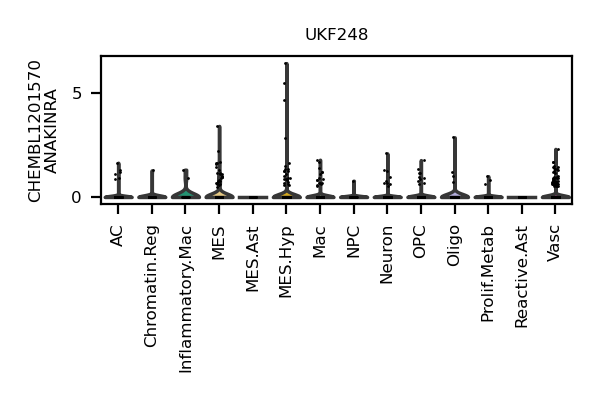 UKF248
CHEMBL1201570
ANAKINRA
5
0
AC
Chromatin.Reg
Inflammatory.Mac
MES
MES.Ast
MES.Hyp
Mac
NPC
Neuron
OPC
Oligo
Prolif.Metab
Reactive.Ast
Vasc